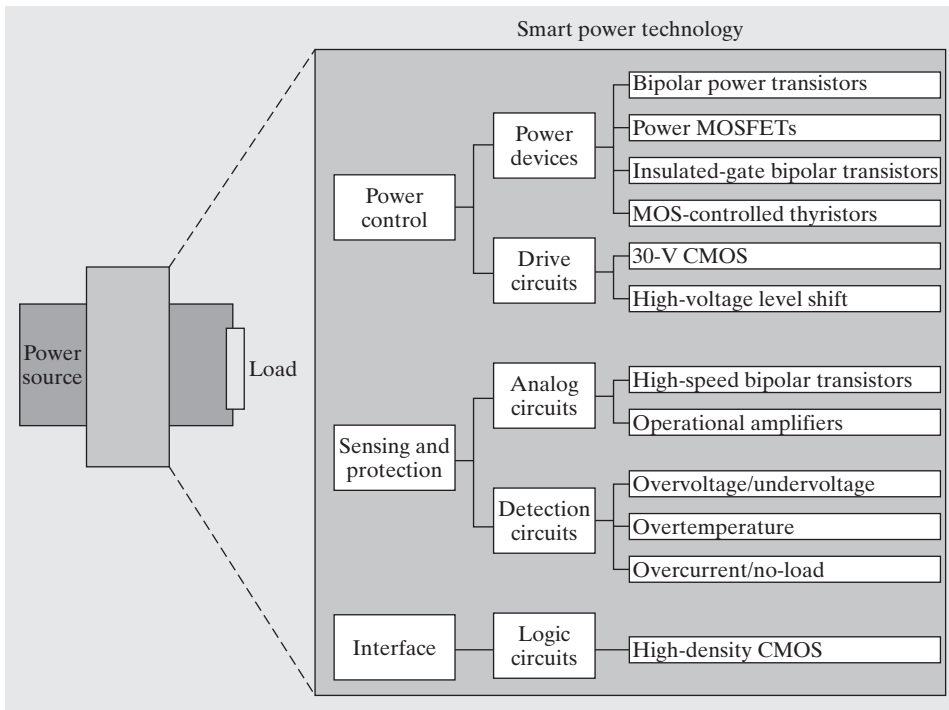 Smart power technology
Power
source
Load
Power
control
Power
devices
Bipolar power transistors
Power MOSFETs
Insulated-gate bipolar transistors
MOS-controlled thyristors
Drive
circuits
30-V CMOS
High-voltage level shift
Sensing and
protection
Analog
circuits
High-speed bipolar transistors
Operational amplifiers
Detection
circuits
Overvoltage/undervoltage
Overtemperature
Overcurrent/no-load
Interface
Logic
circuits
High-density CMOS